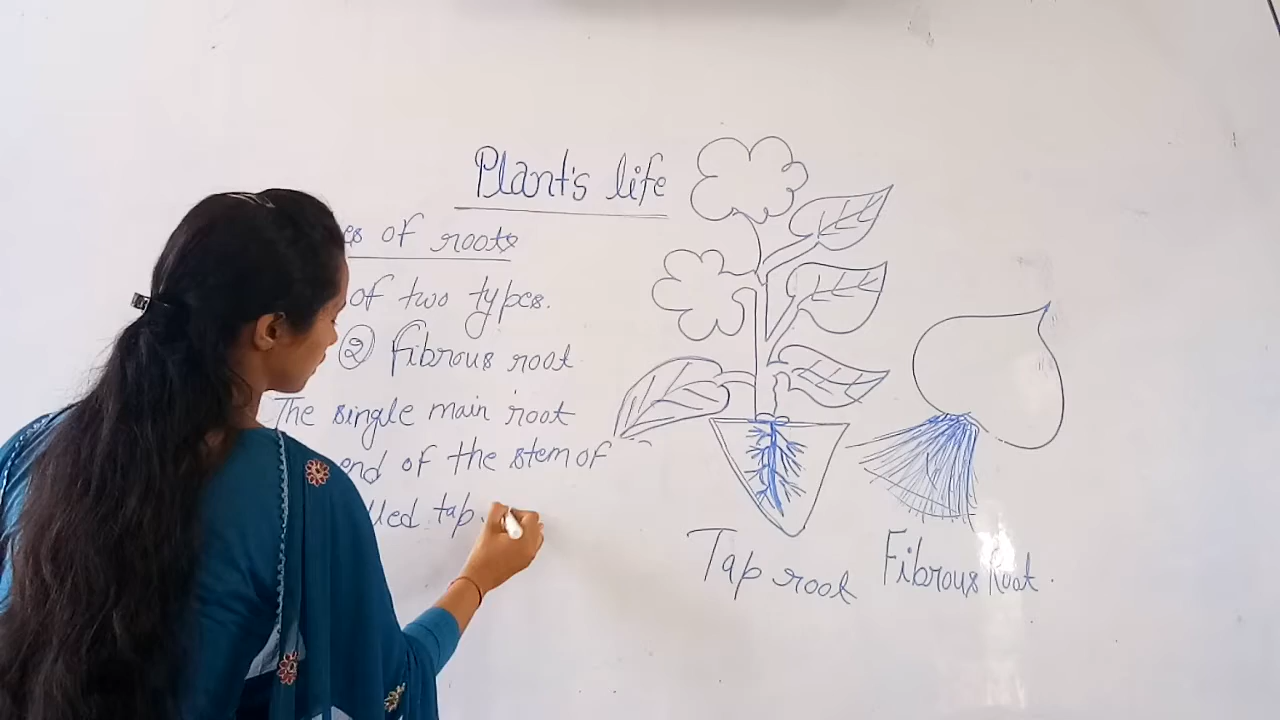 Plant's life
es of roots
of two types.
② fibrous root
The single main root
end of the stem of
lled tap
Tap root
Fibrous Root.